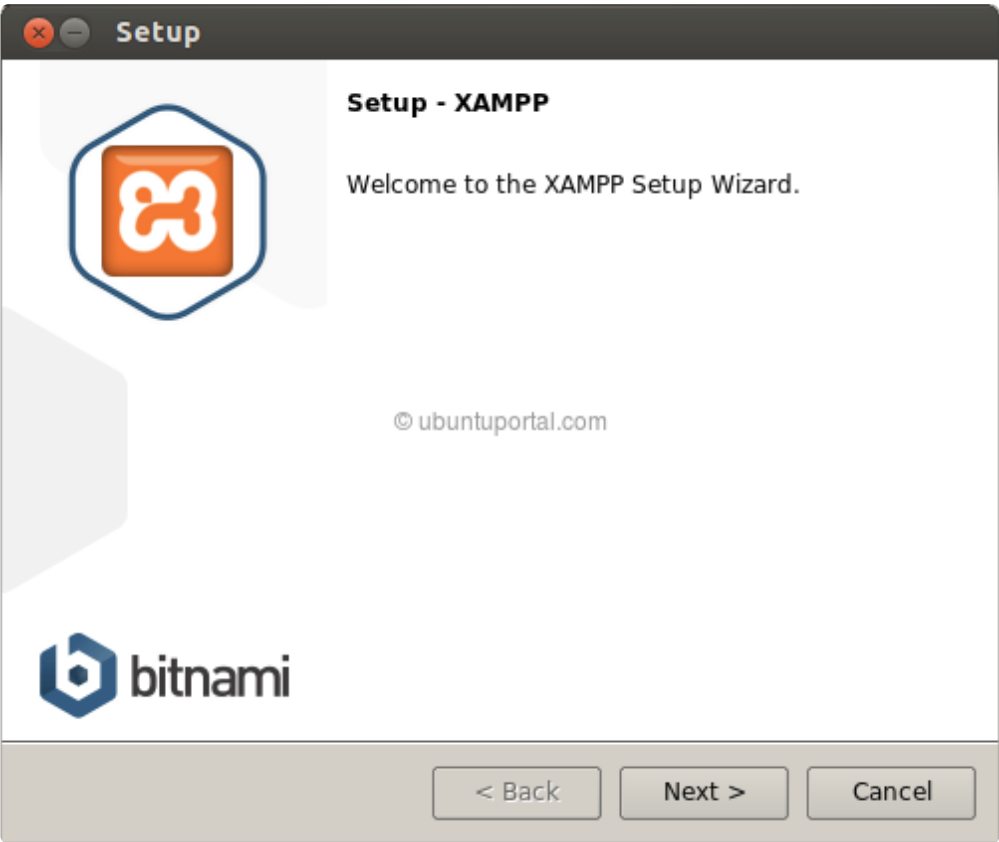 Setup
Setup - XAMPP
Welcome to the XAMPP Setup Wizard.
© ubuntuportal.com
bitnami
< Back
Next >
Cancel